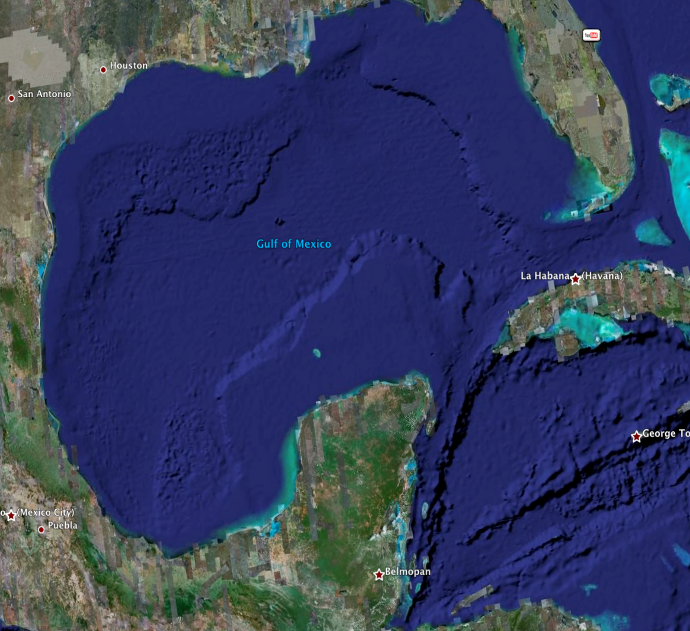 Houston
San Antonio
Gulf of Mexico
La Habana (Havana)
George To
o (Mexico City)
Puebla
Belmopan